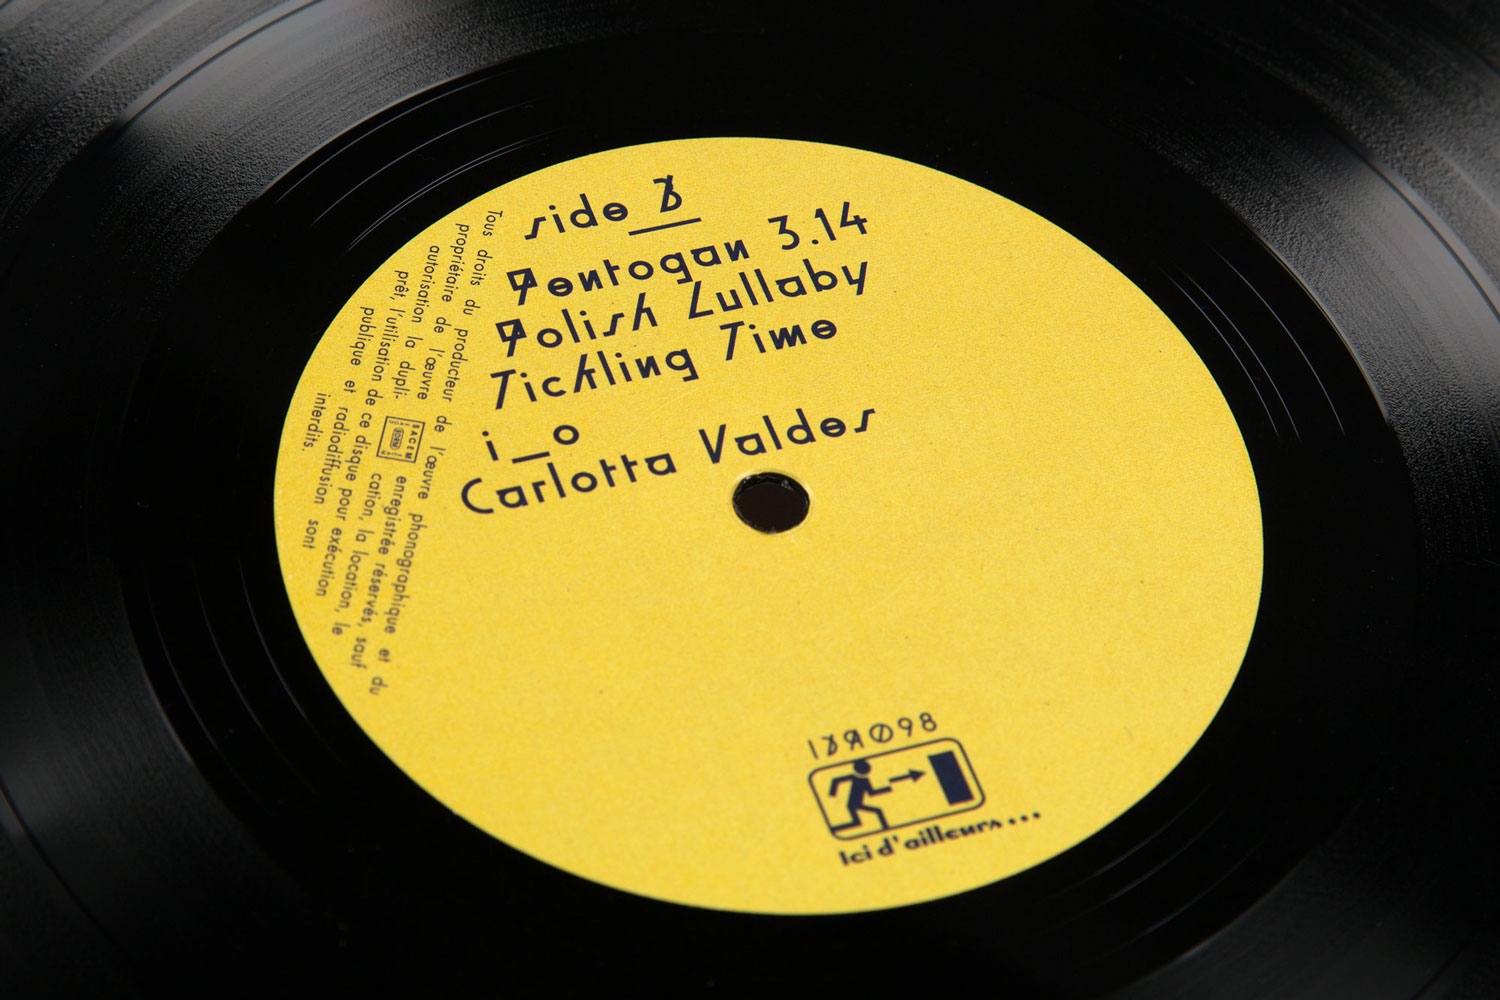 side B
Pentogan 3.14
Polish Lullaby
Tickling Time
i_o
Carlotta Valdes
Tous droits du producteur de l'œuvre phonographique et du
propriétaire de l'œuvre enregistrée réservés, sauf
autorisation la dupli- cation, la location, le
prêt, l'utilisation de ce disque pour exécution
publique et radiodiffusion sont
interdits.
SACEM
IDA098
Ici d'ailleurs...